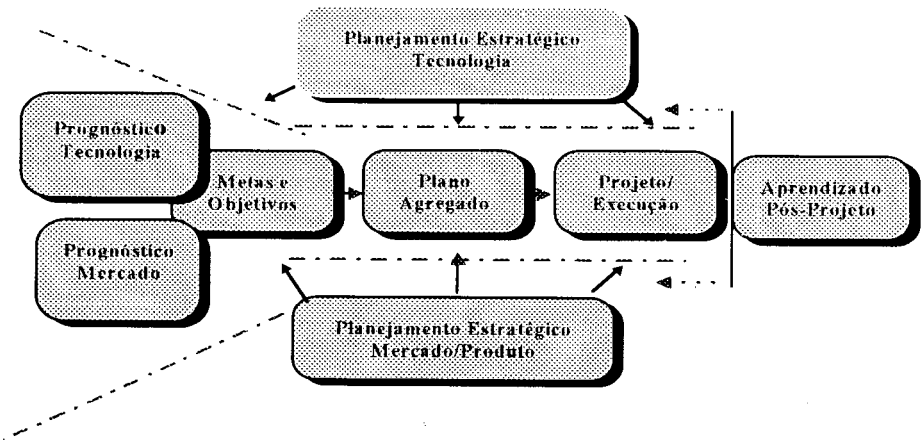 Planejamento Estratégico
Tecnologia
Prognóstico
Tecnologia
Metas e
Objetivos
Plano
Agregado
Projeto/
Execução
Aprendizado
Pós-Projeto
Prognóstico
Mercado
Planejamento Estratégico
Mercado/Produto